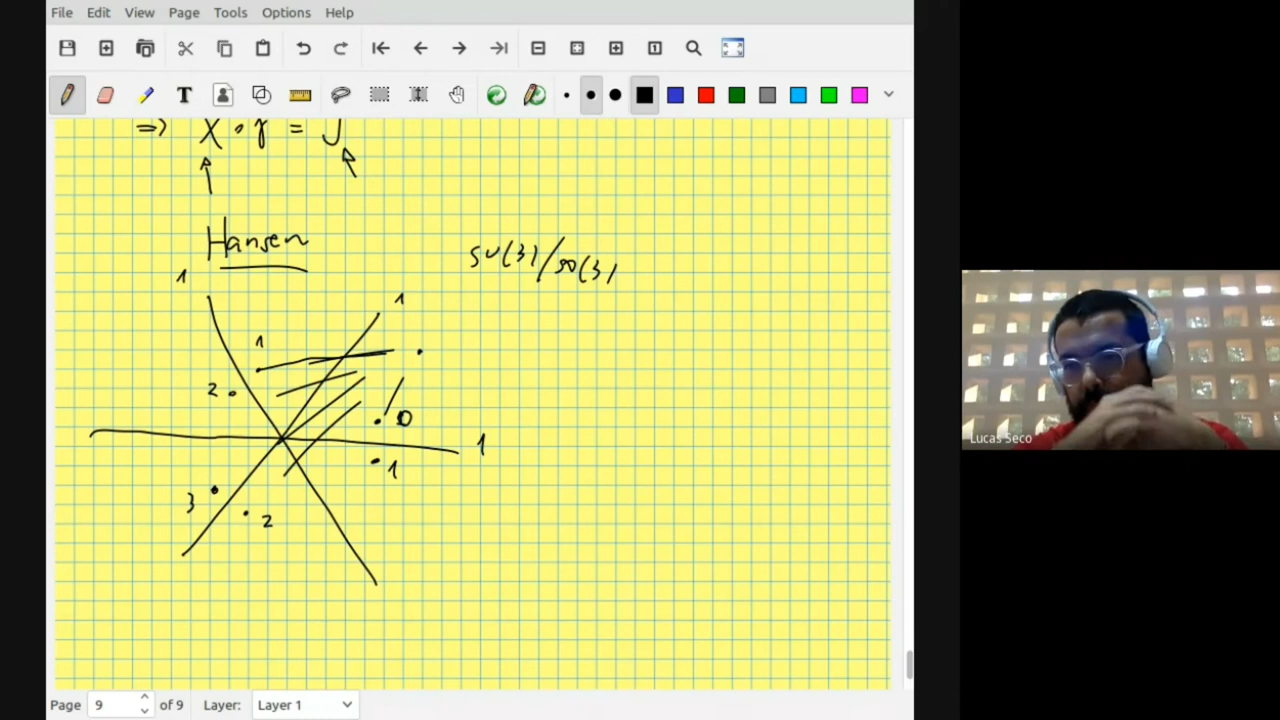 File Edit View Page Tools Options Help
⇒ X • γ = J
Hansen
SU(3)/SO(3)
1
1
1
2
0
1
1
3
2
Lucas Seco
Page 9 of 9 Layer: Layer 1